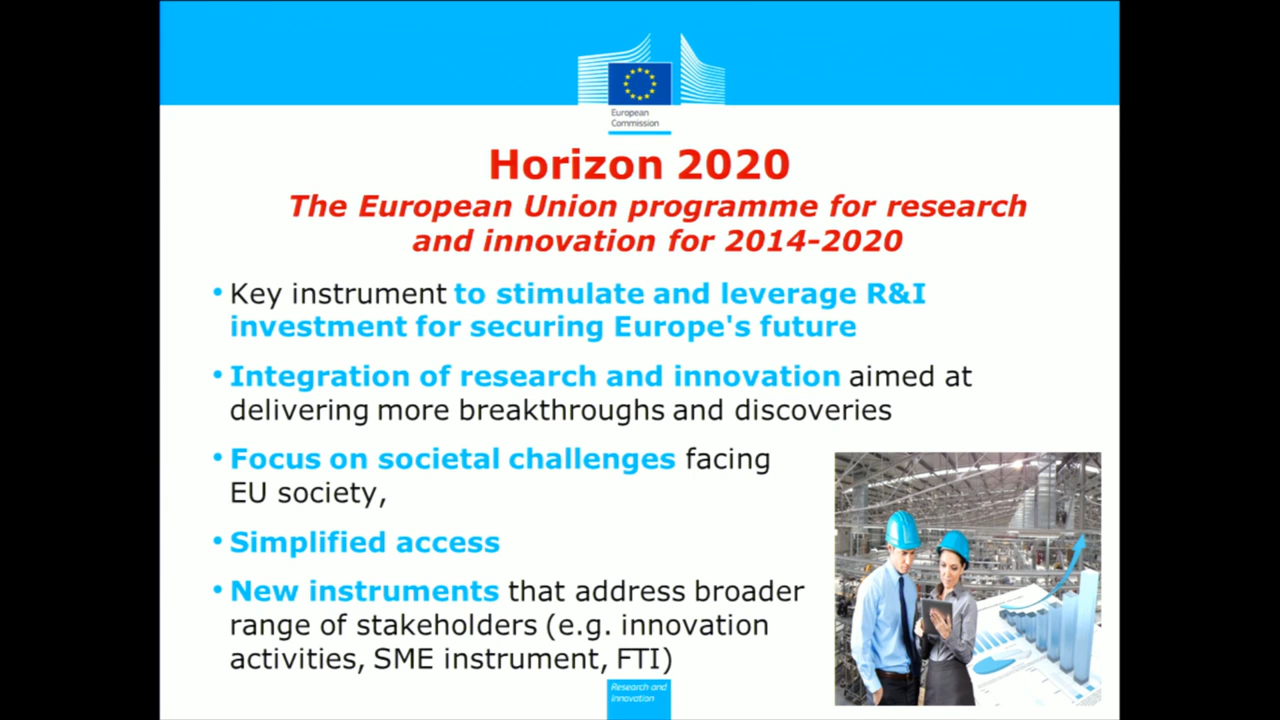 European
Commission
Horizon 2020
The European Union programme for research
and innovation for 2014-2020
• Key instrument to stimulate and leverage R&I
investment for securing Europe's future
• Integration of research and innovation aimed at
delivering more breakthroughs and discoveries
• Focus on societal challenges facing
EU society,
• Simplified access
• New instruments that address broader
range of stakeholders (e.g. innovation
activities, SME instrument, FTI)
Research and
Innovation